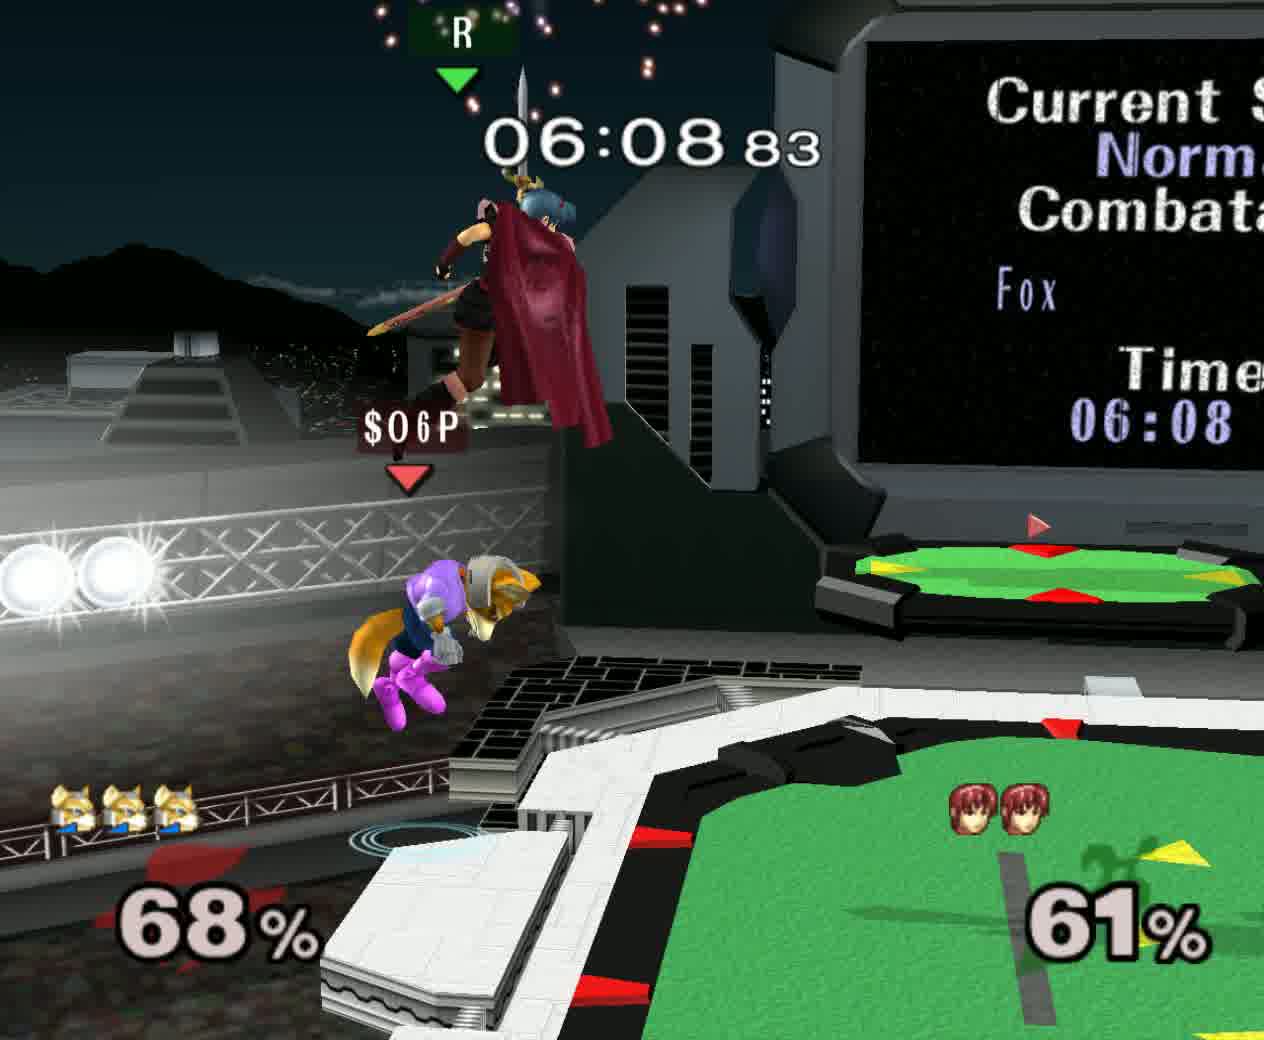 R
06:08 83
Current S
Norma
Combata
Fox
Time
06:08
$06P
68%
61%